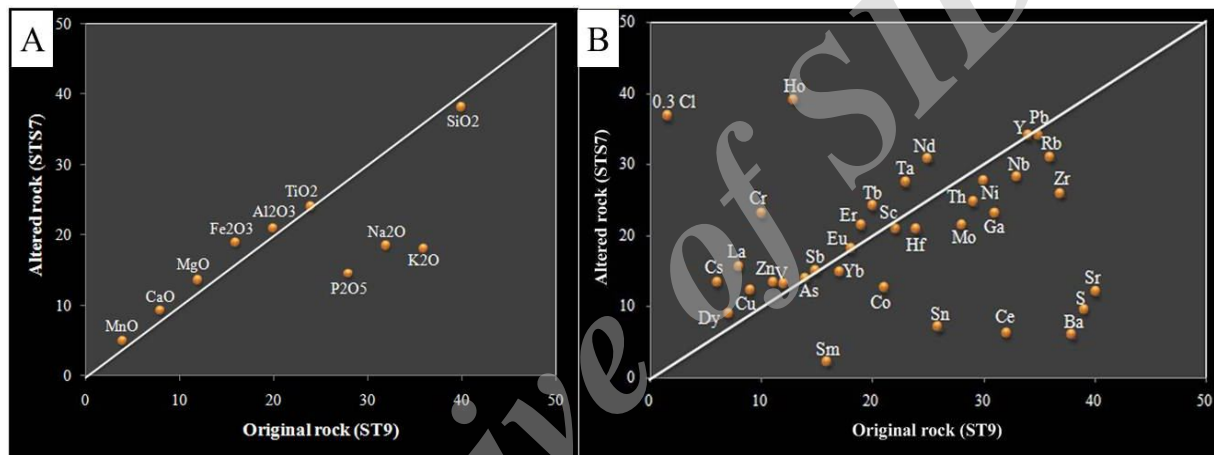 A
50
40
30
20
10
0
Altered rock (STS7)
SiO2
TiO2
Al2O3
Fe2O3
Na2O
K2O
MgO
P2O5
CaO
MnO
0 10 20 30 40 50
Original rock (ST9)
B
50
40
30
20
10
0
Altered rock (STS7)
Ho
0.3 Cl
Y Pb
Nd
Rb
Ta
Nb
Zr
Tb
Th
Ni
Cr
Er
Sc
Eu
Hf
Mo
Ga
La
Sb
Cs
Zn V
Yb
Cu
As
Co
Sr
S
Dy
Sn
Ce
Ba
Sm
0 10 20 30 40 50
Original rock (ST9)
ive of SI